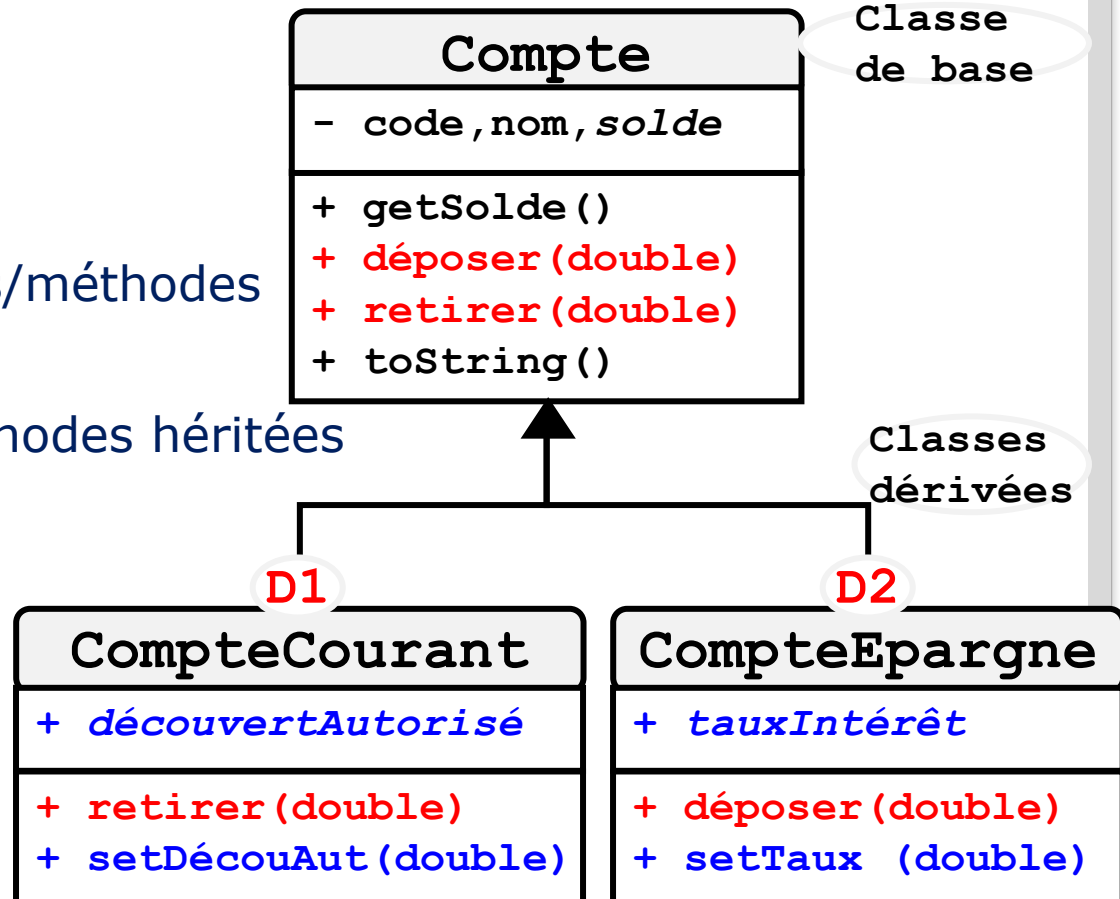 Compte
Classe
de base
- code,nom,solde
+ getSolde()
+ déposer(double)
+ retirer(double)
+ toString()
/méthodes
hodes héritées
Classes
dérivées
D1
D2
CompteCourant
+ découvertAutorisé
+ retirer(double)
+ setDécouAut(double)
CompteEpargne
+ tauxIntérêt
+ déposer(double)
+ setTaux (double)